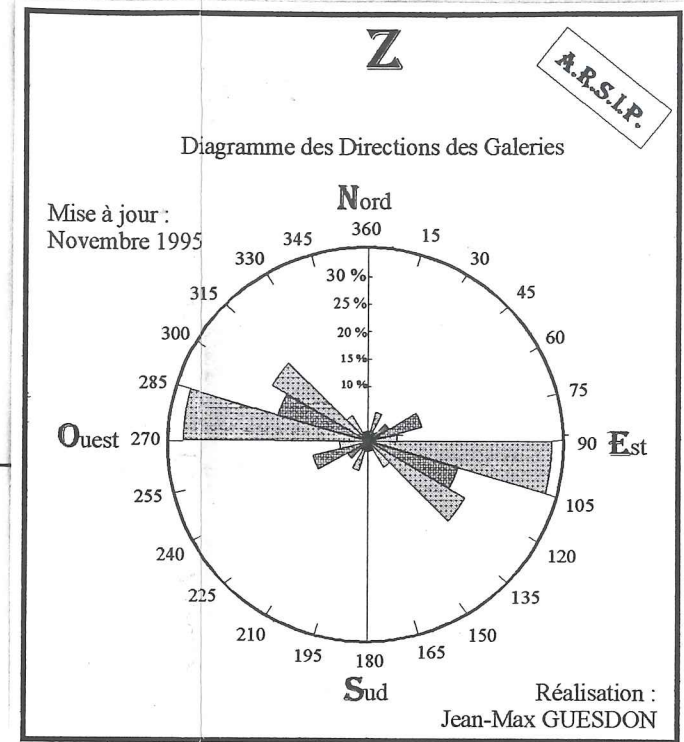 Z
A.R.S.I.P.
Diagramme des Directions des Galeries
Mise à jour :
Novembre 1995
Nord
360
15
30
45
60
75
90 Est
105
120
135
150
165
180
Sud
195
210
225
240
255
Ouest 270
285
300
315
330
345
30 %
25 %
20 %
15 %
10 %
Réalisation :
Jean-Max GUESDON